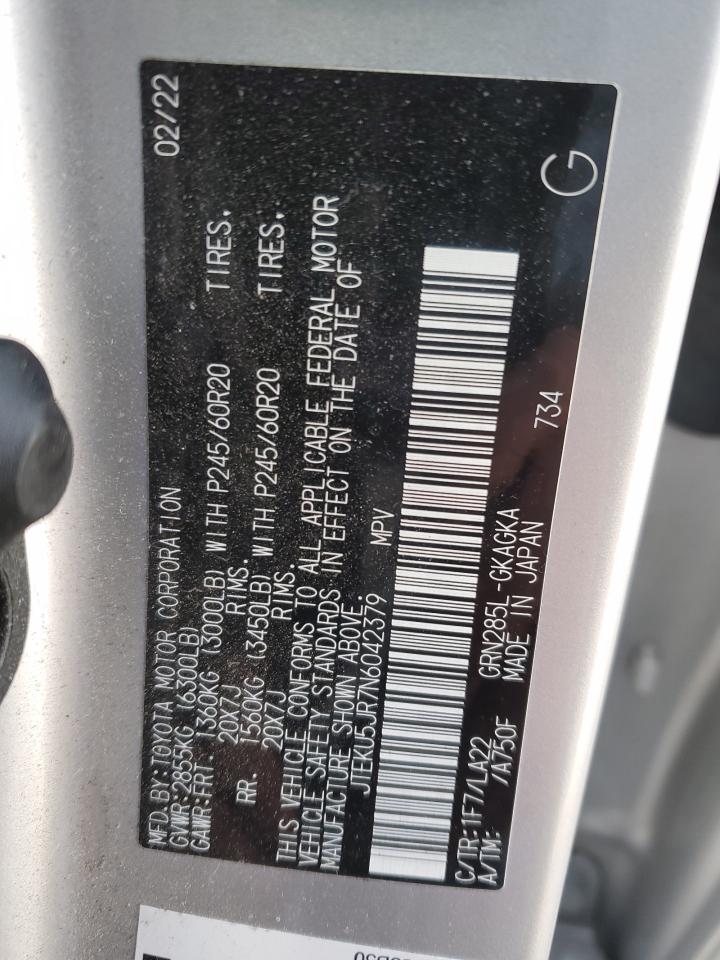 MFD. BY: TOYOTA MOTOR CORPORATION 02/22
GVWR: 2855KG (6300LB)
GAWR: FRT. 1360KG (3000LB) WITH P245/60R20 TIRES.
20X7J RIMS.
RR. 1560KG (3450LB) WITH P245/60R20 TIRES.
20X7J RIMS.
THIS VEHICLE CONFORMS TO ALL APPLICABLE FEDERAL MOTOR
VEHICLE SAFETY STANDARDS IN EFFECT ON THE DATE OF
MANUFACTURE SHOWN ABOVE.
JTEKU5JR7N6042379 MPV
C/TR: 1F7/LA22 GRN285L-GKAGKA
A/TM: /A750F MADE IN JAPAN 734
G